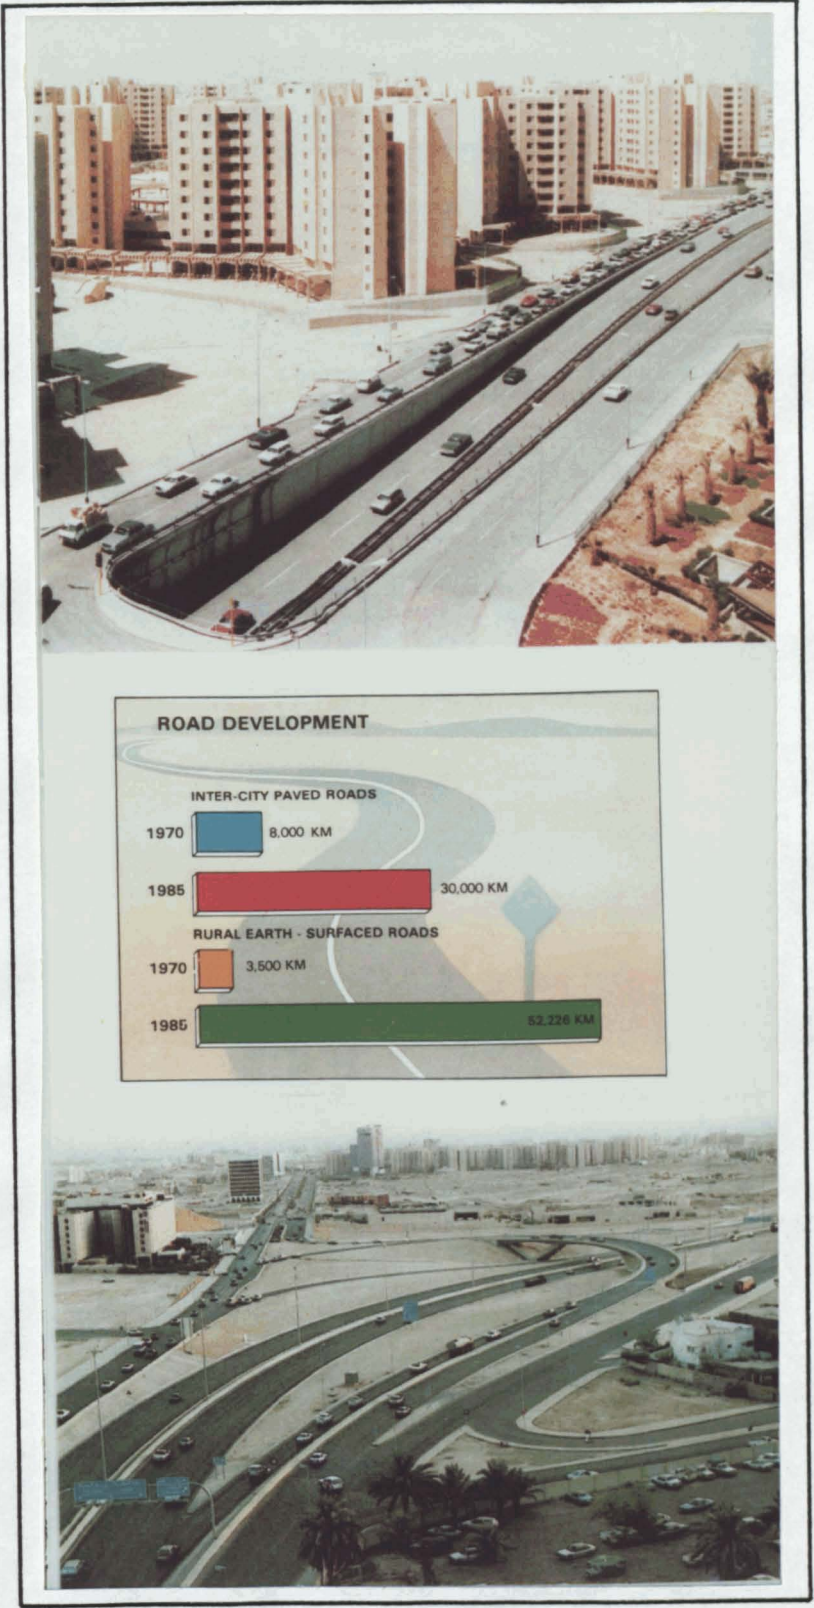 ROAD DEVELOPMENT
INTER-CITY PAVED ROADS
1970 8,000 KM
1985 30,000 KM
RURAL EARTH - SURFACED ROADS
1970 3,500 KM
1985 52,226 KM